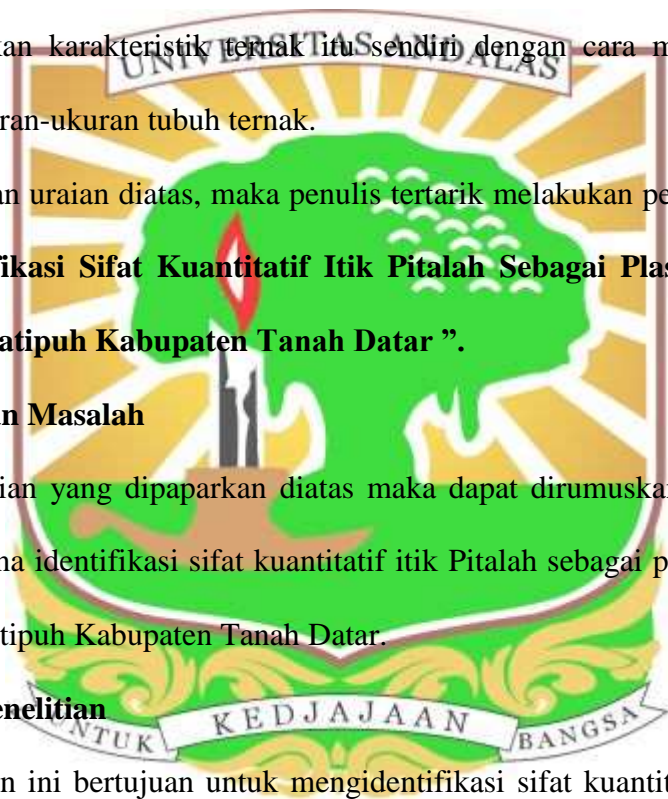 kan karakteristik ternak itu sendiri dengan cara m
UNIVERSITAS ANDALAS
ran-ukuran tubuh ternak.
an uraian diatas, maka penulis tertarik melakukan pe
fikasi Sifat Kuantitatif Itik Pitalah Sebagai Plas
atipuh Kabupaten Tanah Datar ”.
an Masalah
ian yang dipaparkan diatas maka dapat dirumuskan
na identifikasi sifat kuantitatif itik Pitalah sebagai p
tipuh Kabupaten Tanah Datar.
enelitian
UNTUK KEDJAJAAN BANGSA
n ini bertujuan untuk mengidentifikasi sifat kuantit